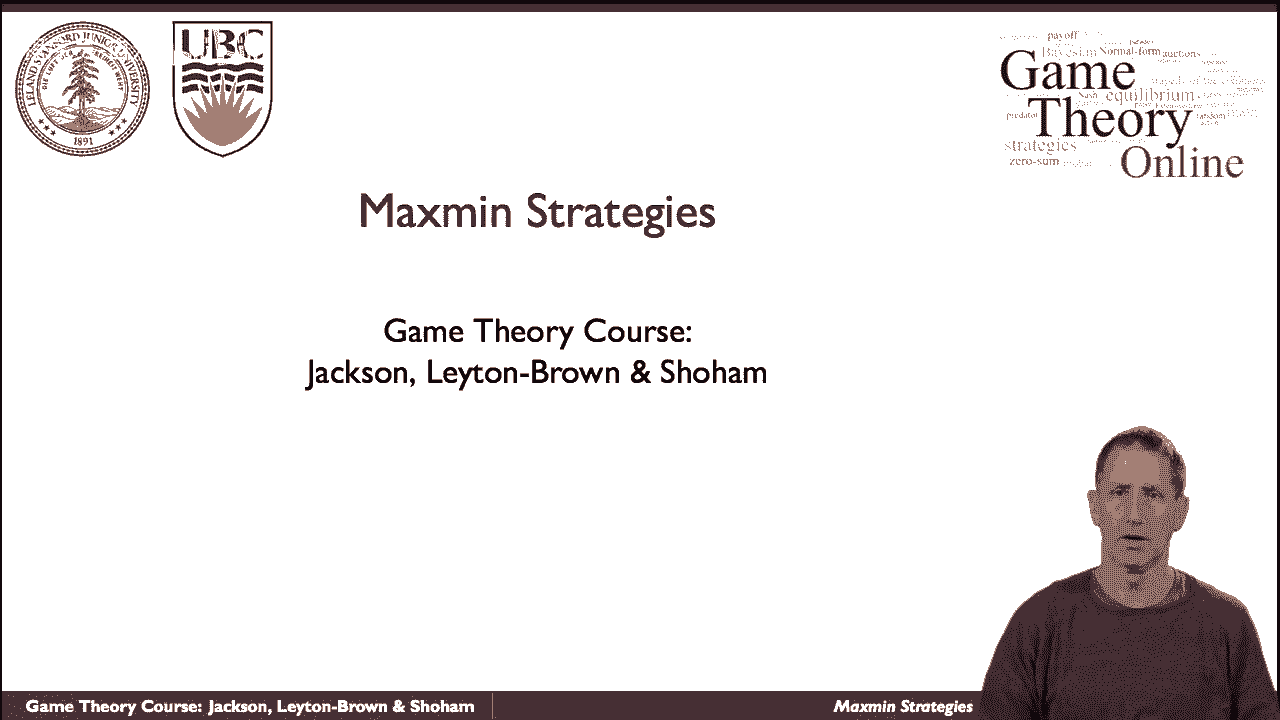 LELAND STANFORD JUNIOR UNIVERSITY
1891
UBC
payoff
Bayesian Normal-form auctions
Game
Nash equilibrium
predator
Theory
random
strategies
zero-sum
Online
Maxmin Strategies
Game Theory Course:
Jackson, Leyton-Brown & Shoham
Game Theory Course: Jackson, Leyton-Brown & Shoham
Maxmin Strategies